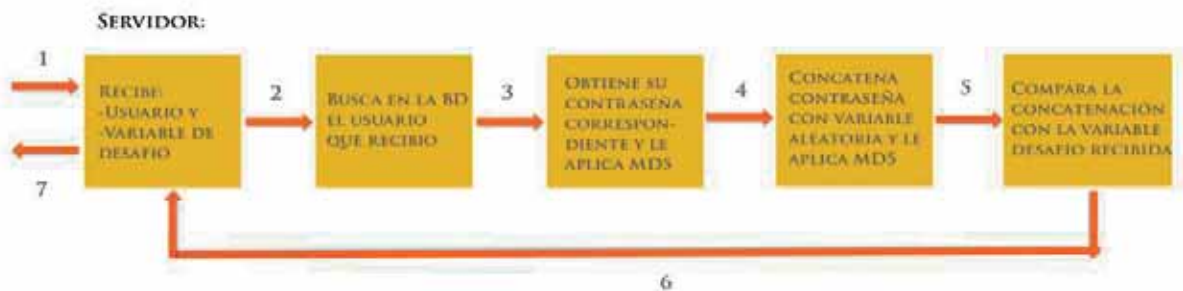 SERVIDOR:
1
RECIBE:
-USUARIO Y
-VARIABLE DE
DESAFIO
7
2
BUSCA EN LA BD
EL USUARIO
QUE RECIBIO
3
OBTIENE SU
CONTRASEÑA
CORRESPON-
DIENTE Y LE
APLICA MD5
4
CONCATENA
CONTRASEÑA
CON VARIABLE
ALEATORIA Y LE
APLICA MD5
5
COMPARA LA
CONCATENACIÓN
CON LA VARIABLE
DESAFIO RECIBIDA
6